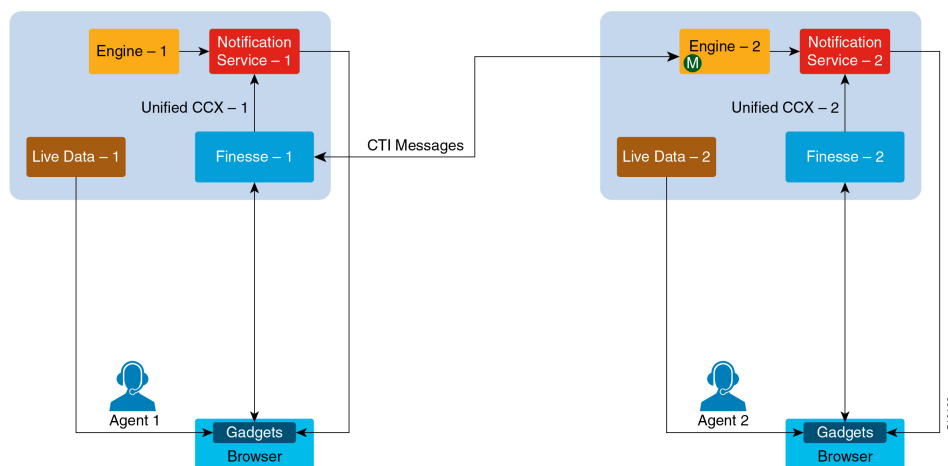 Engine – 1
Notification
Service – 1
Unified CCX – 1
Live Data – 1
Finesse – 1
CTI Messages
Agent 1
Gadgets
Browser
Engine – 2
M
Notification
Service – 2
Unified CCX – 2
Live Data – 2
Finesse – 2
Agent 2
Gadgets
Browser